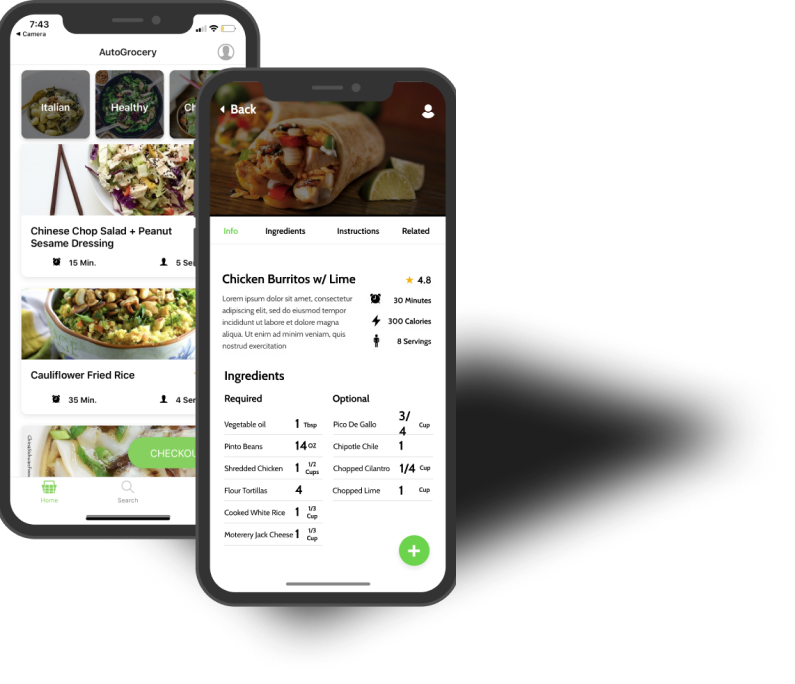 7:43
Camera
AutoGrocery
Italian
Healthy
Ch
Chinese Chop Salad + Peanut
Sesame Dressing
15 Min.
5 Se
Cauliflower Fried Rice
35 Min.
4 Ser
CHECKOU
Home
Search
Back
Info Ingredients Instructions Related
Chicken Burritos w/ Lime
4.8
Lorem ipsum dolor sit amet, consectetur
adipiscing elit, sed do eiusmod tempor
incididunt ut labore et dolore magna
aliqua. Ut enim ad minim veniam, quis
nostrud exercitation
30 Minutes
300 Calories
8 Servings
Ingredients
Required
Vegetable oil 1 Tbsp
Pinto Beans 14 OZ
Shredded Chicken 1 1/2 Cups
Flour Tortillas 4
Cooked White Rice 1 1/3 Cup
Moterery Jack Cheese 1 1/3 Cup
Optional
Pico De Gallo 3/4 Cup
Chipotle Chile 1
Chopped Cilantro 1/4 Cup
Chopped Lime 1 Cup
+